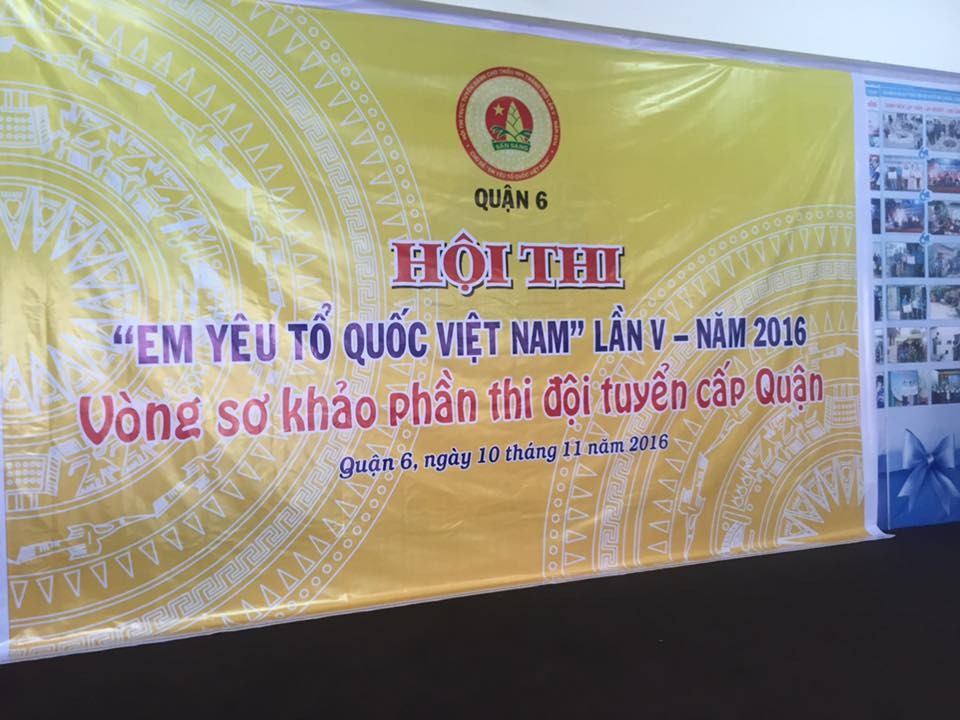 SẴN SÀNG
QUẬN 6
HỘI THI
“EM YÊU TỔ QUỐC VIỆT NAM” LẦN V – NĂM 2016
Vòng sơ khảo phần thi đội tuyển cấp Quận
Quận 6, ngày 10 tháng 11 năm 2016